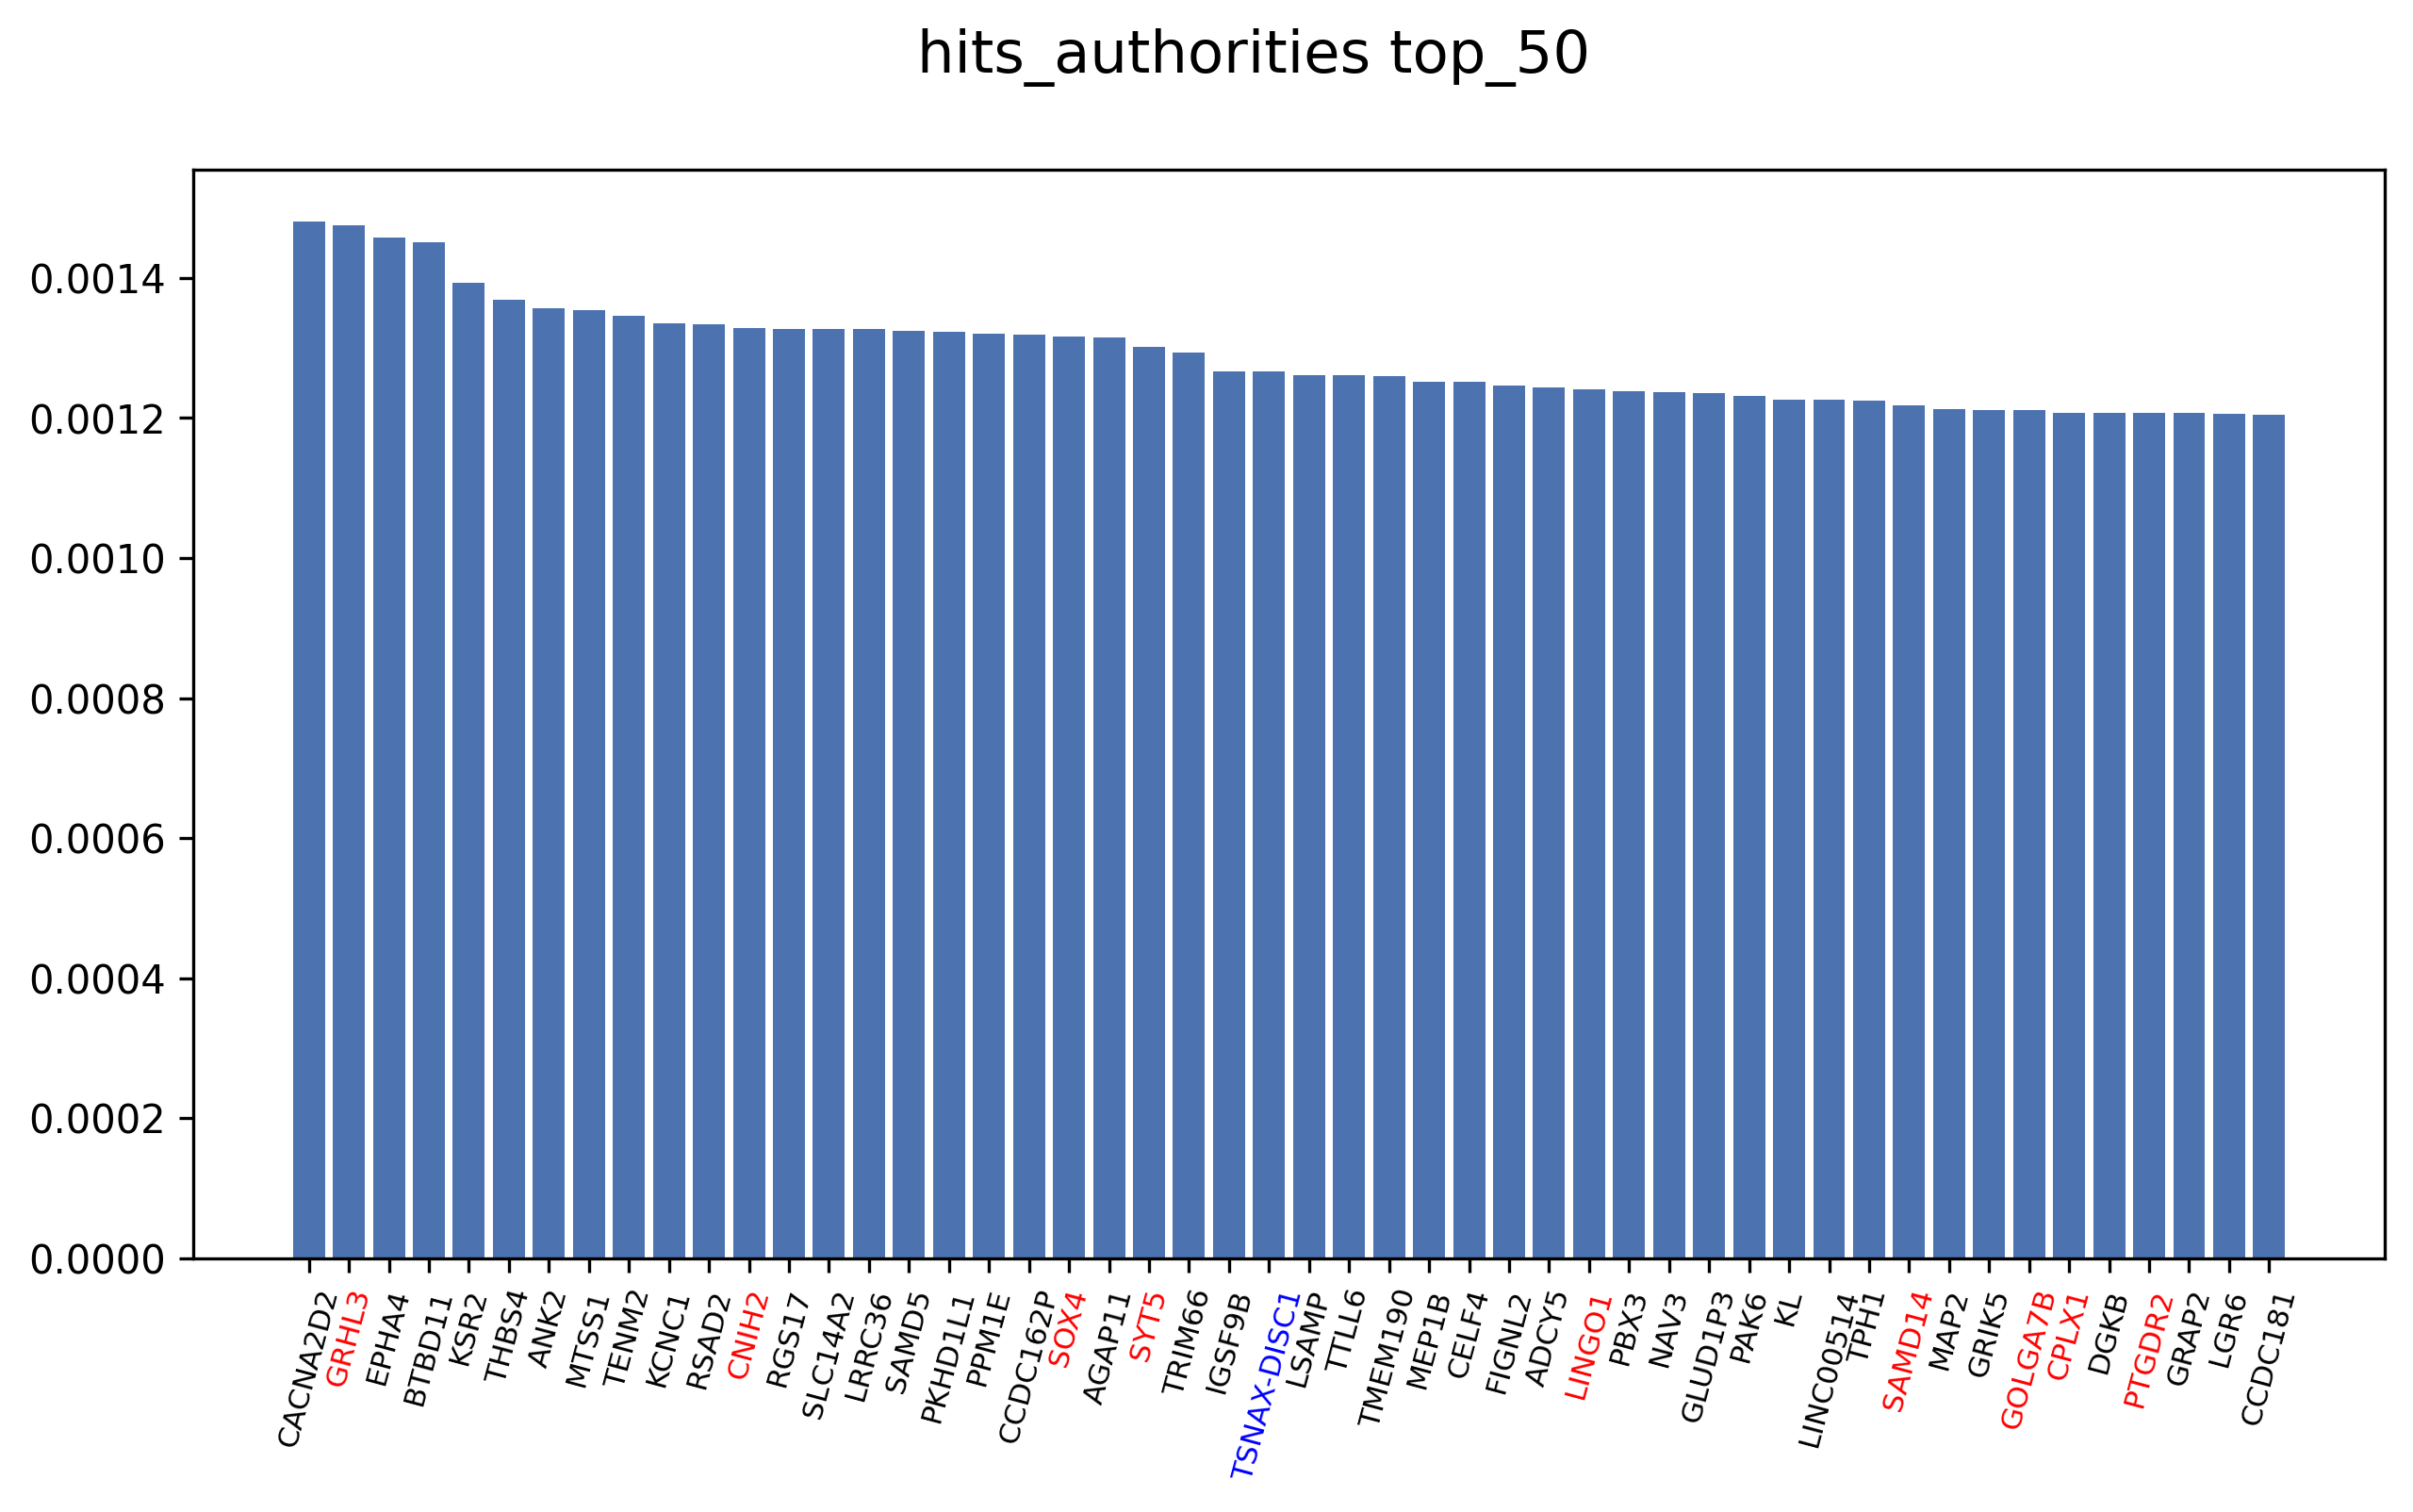 hits_authorities top_50
0.0014
0.0012
0.0010
0.0008
0.0006
0.0004
0.0002
0.0000
CACNA2D2
GRHL3
EPHA4
BTBD11
KSR2
THBS4
ANK2
MTSS1
TENM2
KCNC1
RSAD2
CNIH2
RGS17
SLC14A2
LRRC36
SAMD5
PKHD1L1
PPM1E
CCDC162P
SOX4
AGAP11
SYT5
TRIM66
IGSF9B
TSNAX-DISC1
LSAMP
TTLL6
TMEM190
MEP1B
CELF4
FIGNL2
ADCY5
LINGO1
PBX3
NAV3
GLUD1P3
PAK6
KL
LINC00514
TPH1
SAMD14
MAP2
GRIK5
GOLGA7B
CPLX1
DGKB
PTGDR2
GRAP2
LGR6
CCDC181